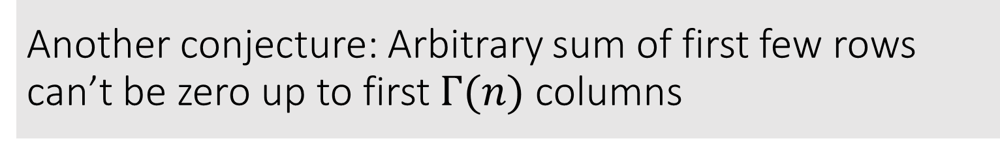 Another conjecture: Arbitrary sum of first few rows
can’t be zero up to first Γ(n) columns